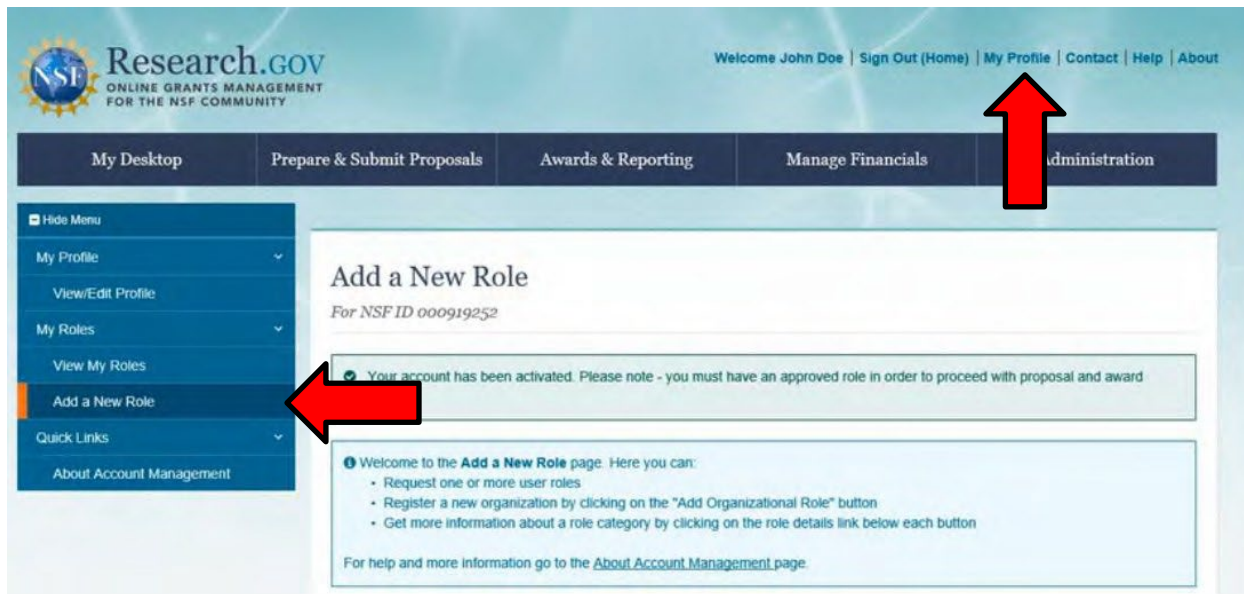 NSF
Research.GOV
ONLINE GRANTS MANAGEMENT
FOR THE NSF COMMUNITY
Welcome John Doe | Sign Out (Home) | My Profile | Contact | Help | About
My Desktop
Prepare & Submit Proposals
Awards & Reporting
Manage Financials
dministration
Hide Menu
My Profile
View/Edit Profile
My Roles
View My Roles
Add a New Role
Quick Links
About Account Management
Add a New Role
For NSF ID 000919252
Your account has been activated. Please note - you must have an approved role in order to proceed with proposal and award
Welcome to the Add a New Role page. Here you can:
• Request one or more user roles
• Register a new organization by clicking on the "Add Organizational Role" button
• Get more information about a role category by clicking on the role details link below each button
For help and more information go to the About Account Management page.